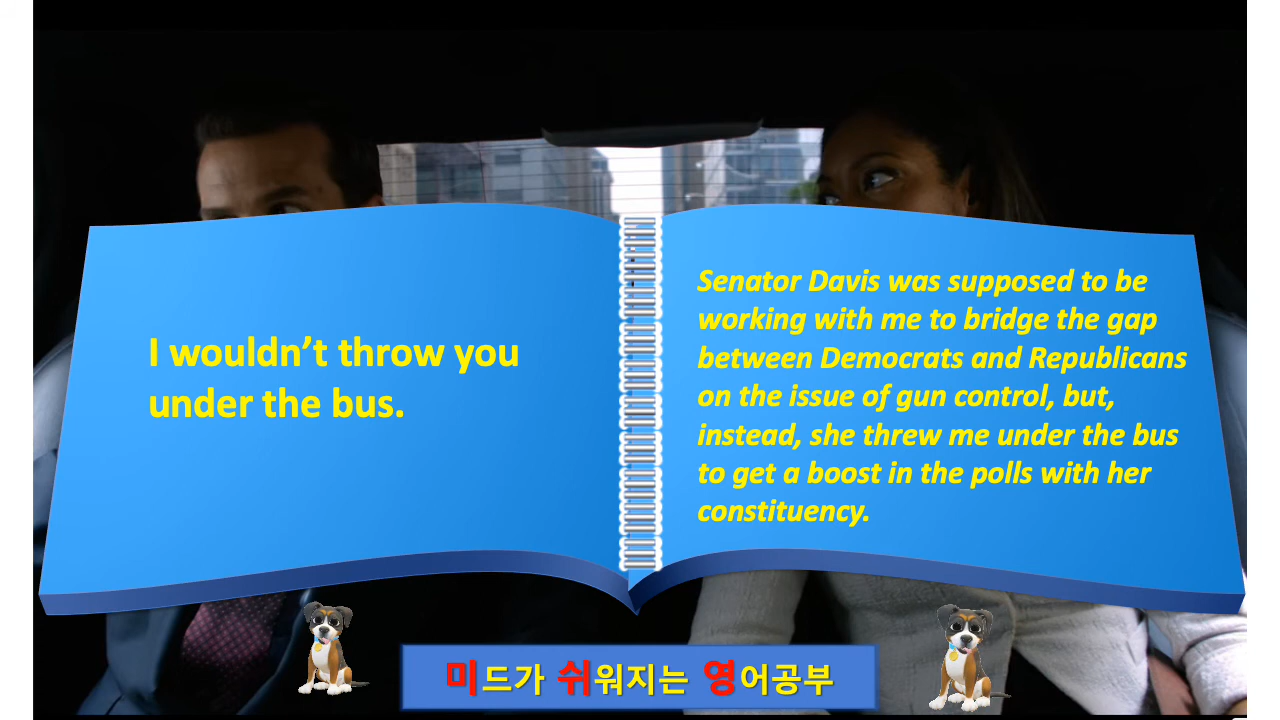 I wouldn’t throw you
under the bus.
Senator Davis was supposed to be
working with me to bridge the gap
between Democrats and Republicans
on the issue of gun control, but,
instead, she threw me under the bus
to get a boost in the polls with her
constituency.
미드가 쉬워지는 영어공부